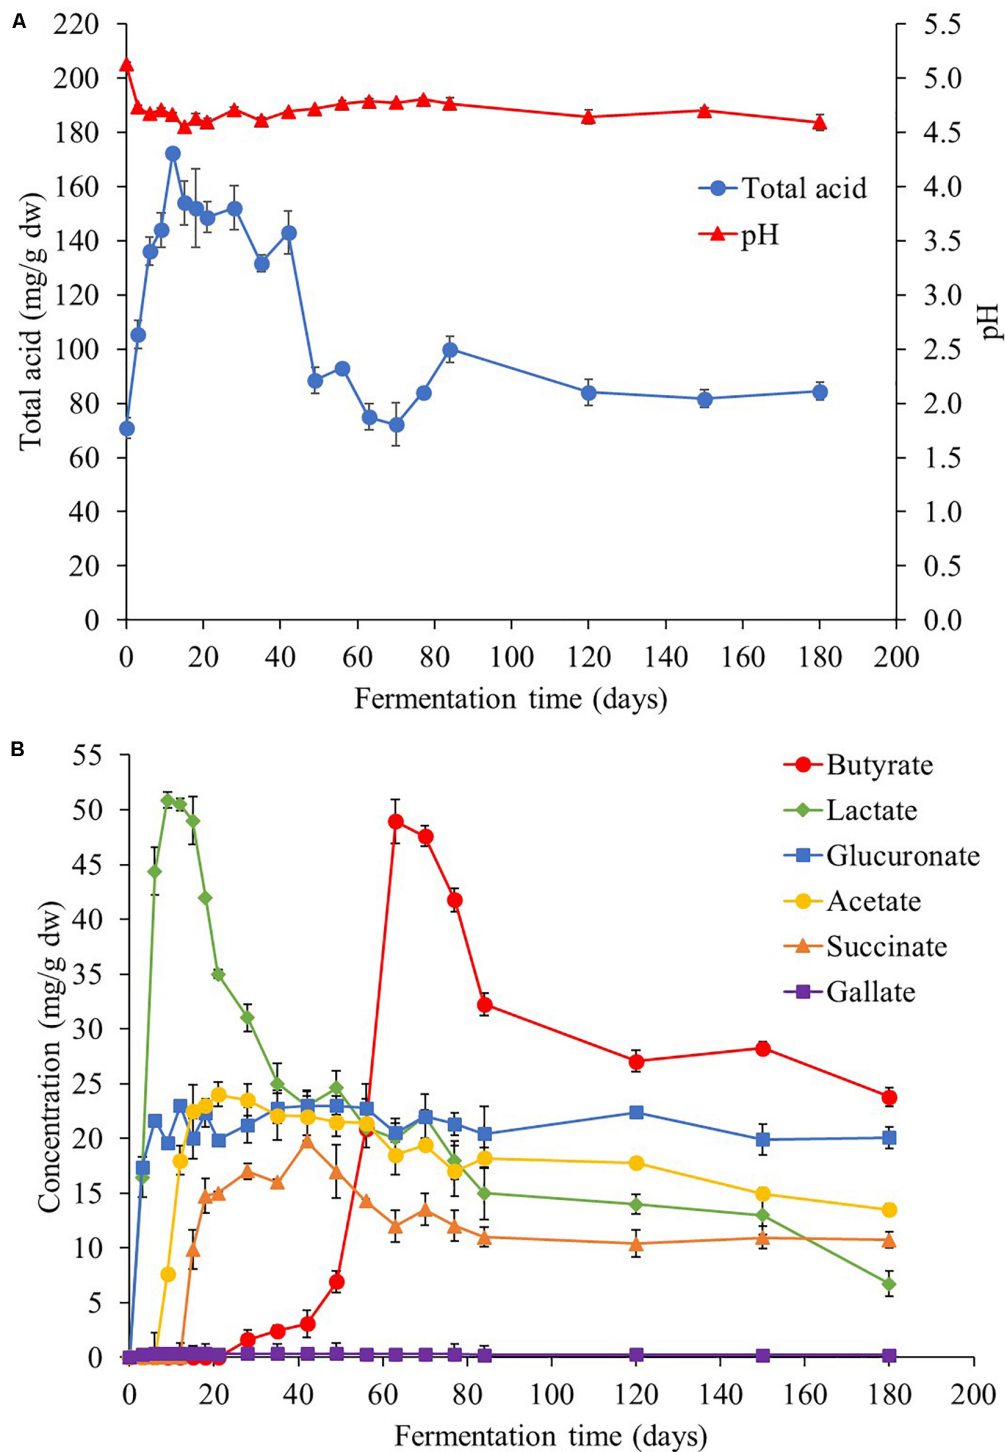 A
220
200
180
160
140
120
100
80
60
40
20
0
Total acid (mg/g dw)
5.5
5.0
4.5
4.0
3.5
3.0
2.5
2.0
1.5
1.0
0.5
0.0
pH
Total acid
pH
0 20 40 60 80 100 120 140 160 180 200
Fermentation time (days)
B
55
50
45
40
35
30
25
20
15
10
5
0
Concentration (mg/g dw)
Butyrate
Lactate
Glucuronate
Acetate
Succinate
Gallate
0 20 40 60 80 100 120 140 160 180 200
Fermentation time (days)